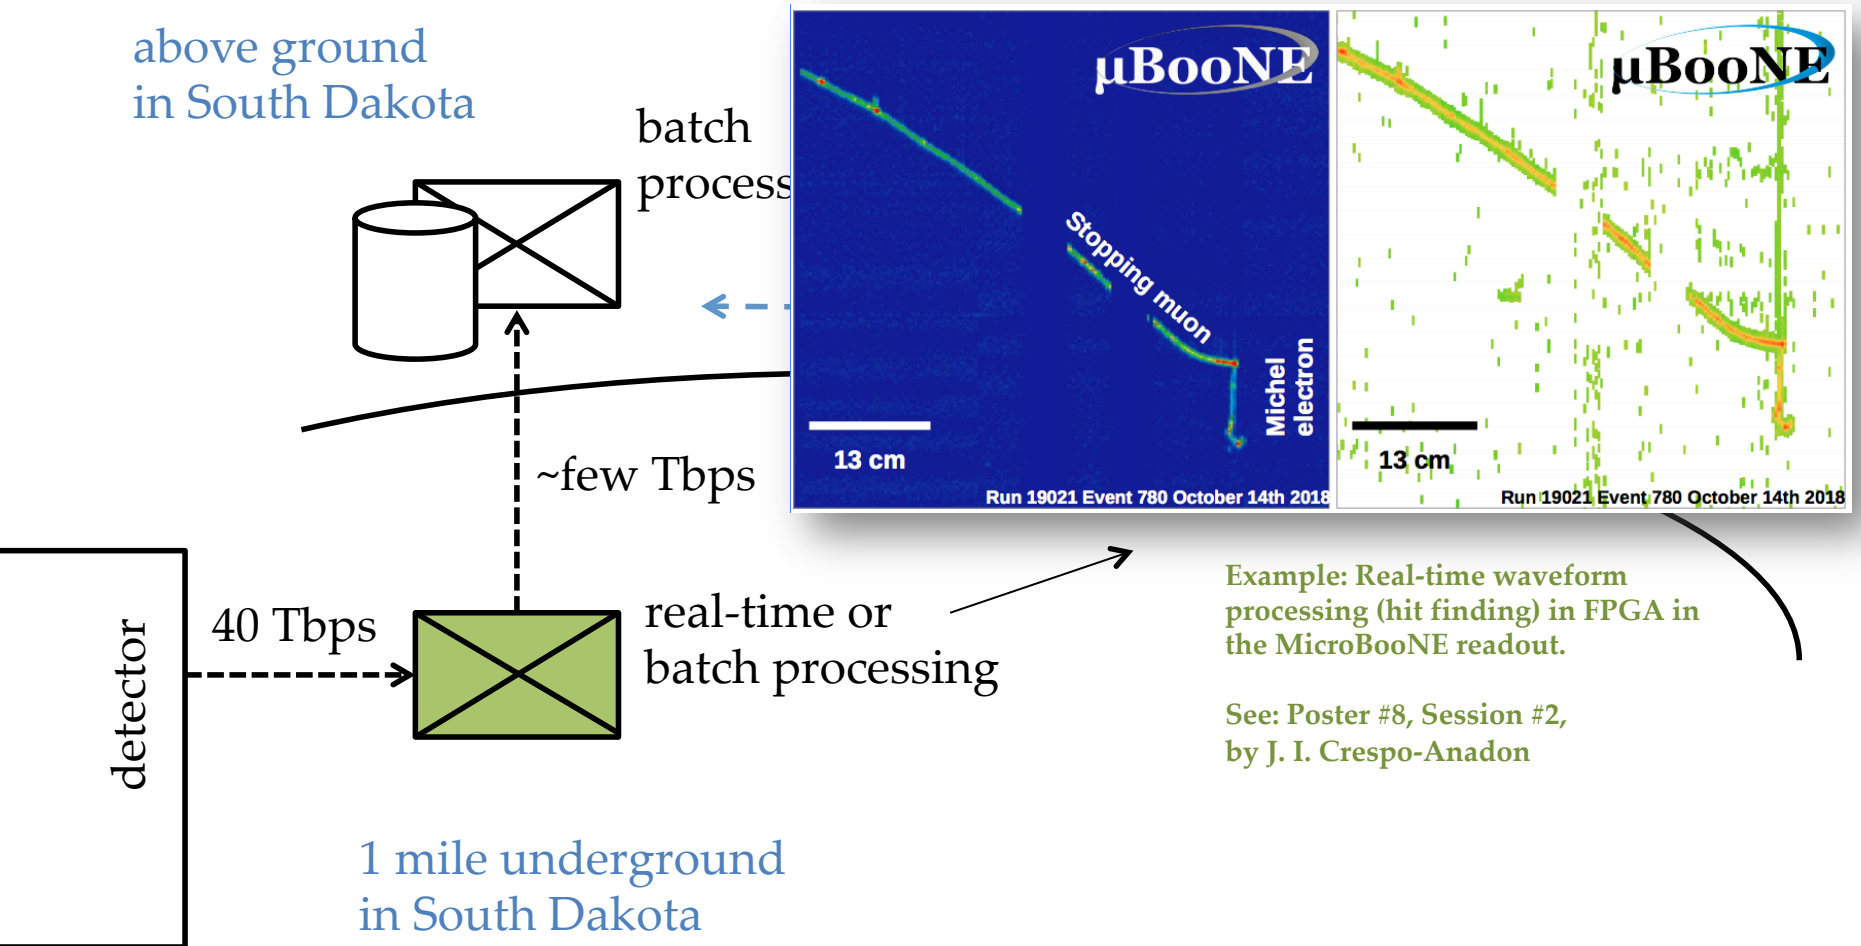 above ground
in South Dakota
batch
process
µBooNE
Stopping muon
Michel
electron
13 cm
Run 19021 Event 780 October 14th 2018
µBooNE
13 cm
Run 19021 Event 780 October 14th 2018
~few Tbps
detector
40 Tbps
real-time or
batch processing
Example: Real-time waveform
processing (hit finding) in FPGA in
the MicroBooNE readout.
See: Poster #8, Session #2,
by J. I. Crespo-Anadon
1 mile underground
in South Dakota